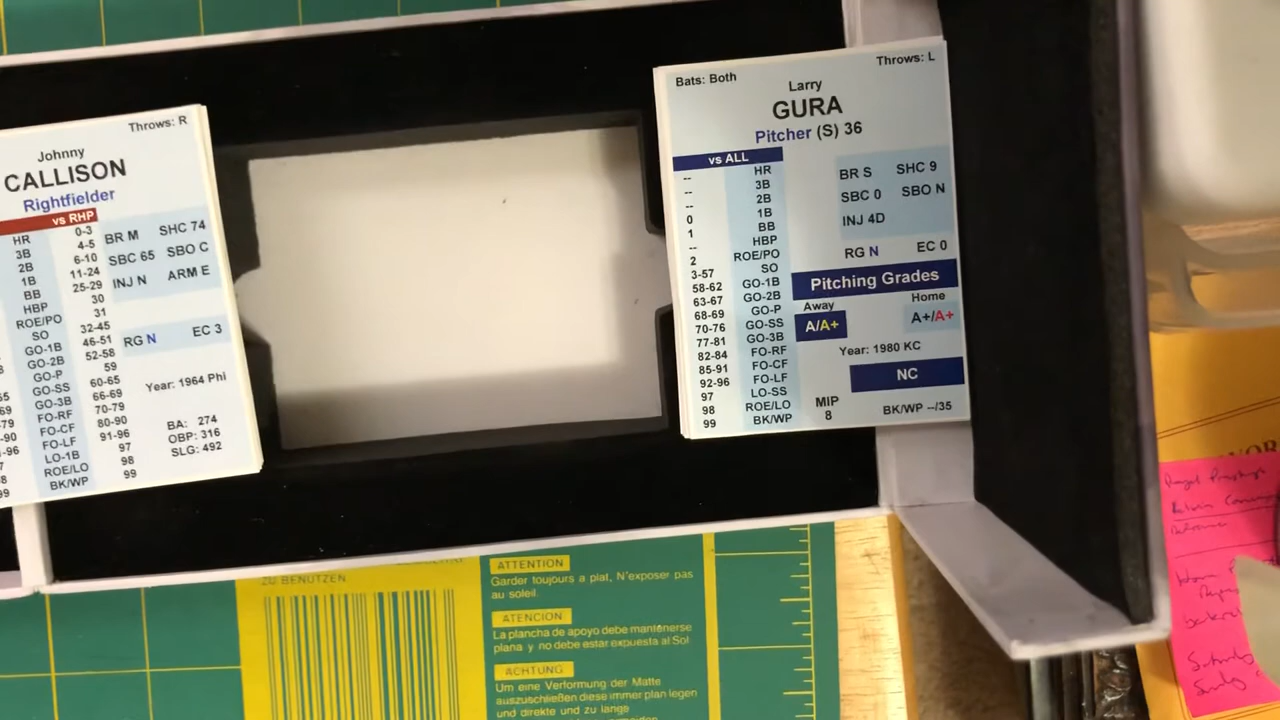 Throws: R
Johnny
CALLISON
Rightfielder
vs RHP
HR 0-3
3B 4-5
2B 6-10
1B 11-24
BB 25-29
HBP 30
ROE/PO 31
SO 32-45
GO-1B 46-51
GO-2B 52-58
GO-P 59
GO-SS 60-65
GO-3B 66-69
FO-RF 70-79
FO-CF 80-90
FO-LF 91-96
LO-1B 97
ROE/LO 98
BK/WP 99
BR M SHC 74
SBC 65 SBO C
INJ N ARM E
RG N EC 3
Year: 1964 Phi
BA: 274
OBP: 316
SLG: 492
Bats: Both Throws: L
Larry
GURA
Pitcher (S) 36
vs ALL
-- HR
-- 3B
-- 2B
0 1B
1 BB
-- HBP
2 ROE/PO
3-57 SO
58-62 GO-1B
63-67 GO-2B
68-69 GO-P
70-76 GO-SS
77-81 GO-3B
82-84 FO-RF
85-91 FO-CF
92-96 FO-LF
97 LO-SS
98 ROE/LO
99 BK/WP
BR S SHC 9
SBC 0 SBO N
INJ 4D
RG N EC 0
Pitching Grades
Away Home
A/A+ A+/A+
Year: 1980 KC
NC
MIP
8
BK/WP --/35
ZU BENUTZEN
ATTENTION
Garder toujours a plat, N'exposer pas
au soleil
ATENCION
La plancha de apoyo debe mantenerse
plana y no debe estar expuesta al Sol
ACHTUNG
Um eine Verformung der Matte
auszuschließen diese immer plan legen
und direkte und zu lange